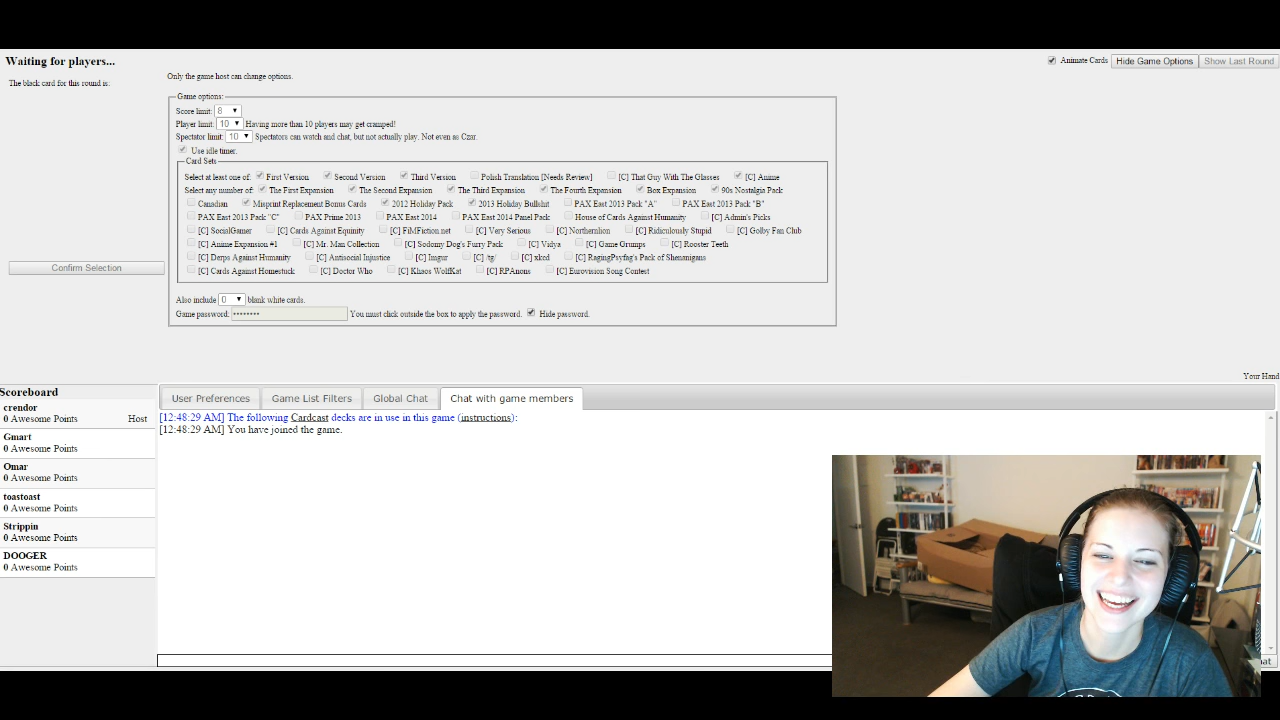 Waiting for players...
Animate Cards
Hide Game Options
Show Last Round
The black card for this round is:
Only the game host can change options.
Game options:
Score limit: 8
Player limit: 10 Having more than 10 players may get cramped!
Spectator limit: 10 Spectators can watch and chat, but not actually play. Not even as Czar.
Use idle timer.
Card Sets
Select at least one of: First Version Second Version Third Version Polish Translation [Needs Review] [C] That Guy With The Glasses [C] Anime
Select any number of: The First Expansion The Second Expansion The Third Expansion The Fourth Expansion Box Expansion 90s Nostalgia Pack
Canadian Misprint Replacement Bonus Cards 2012 Holiday Pack 2013 Holiday Bullshit PAX East 2013 Pack "A" PAX East 2013 Pack "B"
PAX East 2013 Pack "C" PAX Prime 2013 PAX East 2014 PAX East 2014 Panel Pack House of Cards Against Humanity [C] Admin's Picks
[C] SocialGamer [C] Cards Against Equinity [C] FiMFiction.net [C] Very Serious [C] Northernlion [C] Ridiculously Stupid [C] Golby Fan Club
[C] Anime Expansion #1 [C] Mr. Man Collection [C] Sodomy Dog's Furry Pack [C] Vidya [C] Game Grumps [C] Rooster Teeth
[C] Derps Against Humanity [C] Antisocial Injustice [C] Imgur [C] /tg/ [C] xkcd [C] RagingPsyfag's Pack of Shenanigans
[C] Cards Against Homestuck [C] Doctor Who [C] Khaos WolfKat [C] RPAnons [C] Eurovision Song Contest
Confirm Selection
Also include 0 blank white cards.
Game password: •••••••• You must click outside the box to apply the password. Hide password.
Your Hand
Scoreboard
crendor
0 Awesome Points Host
Gmart
0 Awesome Points
Omar
0 Awesome Points
toastoast
0 Awesome Points
Strippin
0 Awesome Points
DOOGER
0 Awesome Points
User Preferences
Game List Filters
Global Chat
Chat with game members
[12:48:29 AM] The following Cardcast decks are in use in this game (instructions):
[12:48:29 AM] You have joined the game.